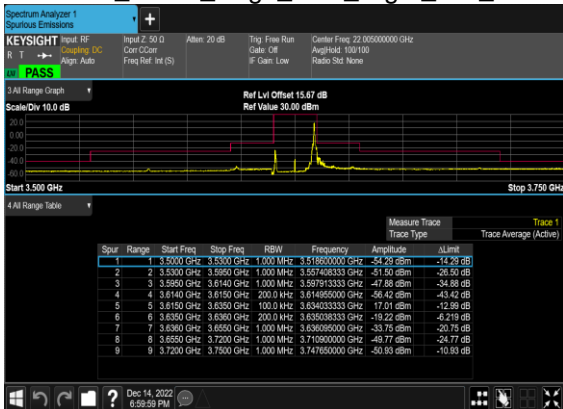 Spectrum Analyzer 1
Spurious Emissions
KEYSIGHT Input: RF Input Z: 50 Ω Atten: 20 dB Trig: Free Run Center Freq: 22.005000000 GHz
R T Coupling: DC Corr CCorr Gate: Off Avg|Hold: 100/100
Align: Auto Freq Ref: Int (S) IF Gain: Low Radio Std: None
PASS
3 All Range Graph
Ref Lvl Offset 15.67 dB
Scale/Div 10.0 dB Ref Value 30.00 dBm
20.0
0.00
-20.0
-40.0
-60.0
Start 3.500 GHz Stop 3.750 GHz
4 All Range Table
Measure Trace Trace 1
Trace Type Trace Average (Active)
Spur Range Start Freq Stop Freq RBW Frequency Amplitude ΔLimit
1 1 3.5000 GHz 3.5300 GHz 1.000 MHz 3.518600000 GHz -54.29 dBm -14.29 dB
2 2 3.5300 GHz 3.5950 GHz 1.000 MHz 3.557408333 GHz -51.50 dBm -26.50 dB
3 3 3.5950 GHz 3.6140 GHz 1.000 MHz 3.597913333 GHz -47.88 dBm -34.88 dB
4 4 3.6140 GHz 3.6150 GHz 200.0 kHz 3.614955000 GHz -56.42 dBm -43.42 dB
5 5 3.6150 GHz 3.6350 GHz 100.0 kHz 3.634033333 GHz 17.01 dBm -12.99 dB
6 6 3.6350 GHz 3.6360 GHz 200.0 kHz 3.635038333 GHz -19.22 dBm -6.219 dB
7 7 3.6360 GHz 3.6550 GHz 1.000 MHz 3.636095000 GHz -33.75 dBm -20.75 dB
8 8 3.6550 GHz 3.7200 GHz 1.000 MHz 3.710900000 GHz -49.77 dBm -24.77 dB
9 9 3.7200 GHz 3.7500 GHz 1.000 MHz 3.747650000 GHz -50.93 dBm -10.93 dB
Dec 14, 2022
6:59:59 PM